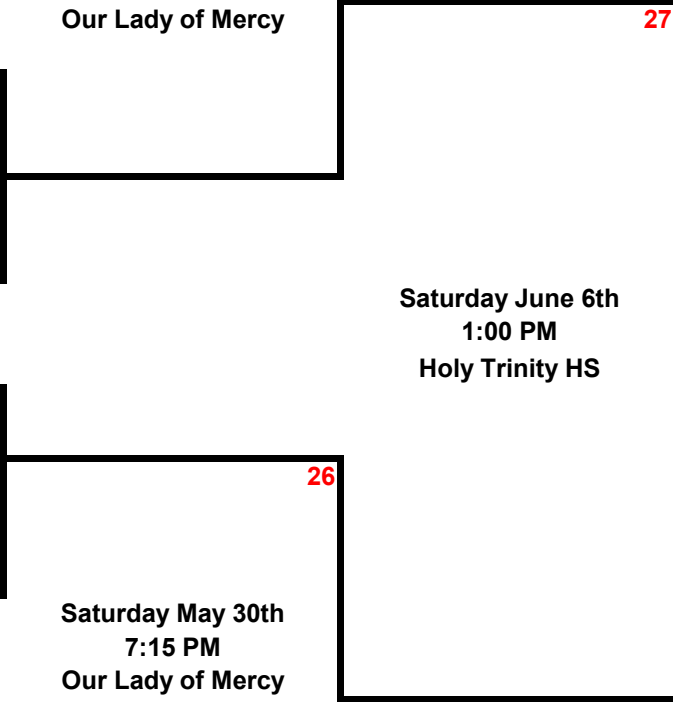 Our Lady of Mercy
27
Saturday June 6th
1:00 PM
Holy Trinity HS
26
Saturday May 30th
7:15 PM
Our Lady of Mercy